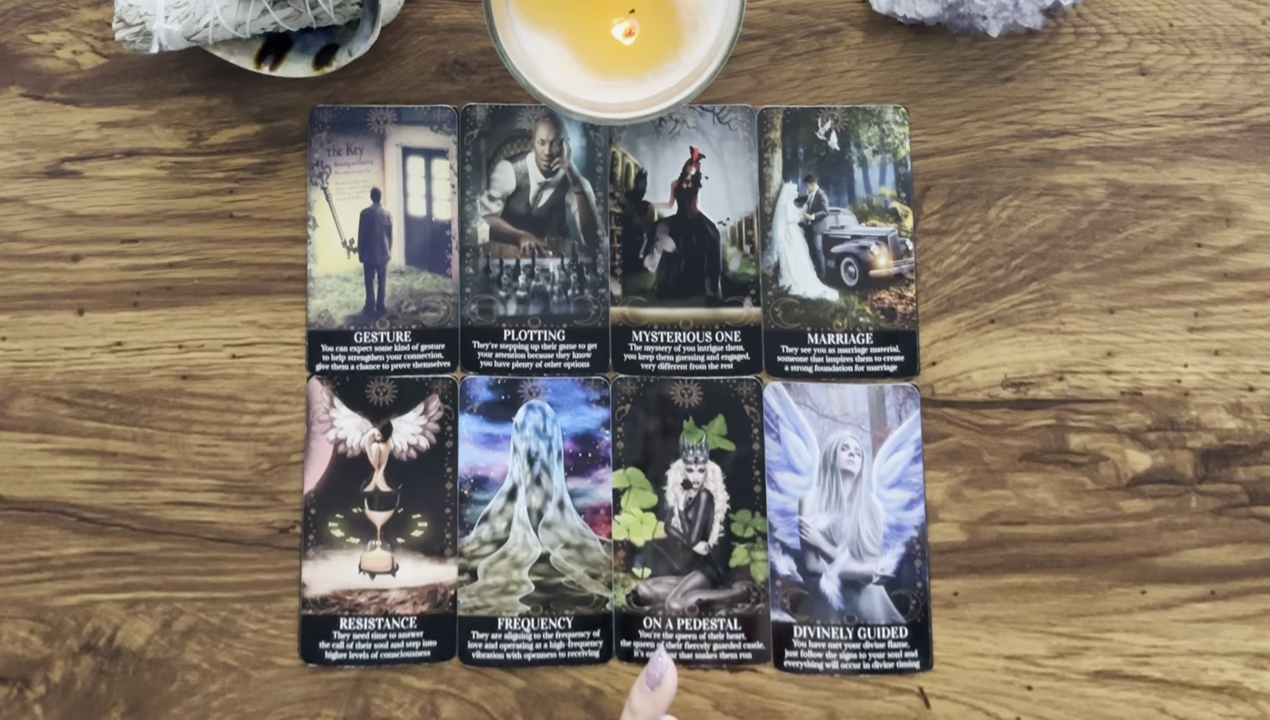 the Key
GESTURE
You can expect some kind of gesture
to help strengthen your connection,
give them a chance to prove themselves
PLOTTING
They're stepping up their game to get
your attention because they know
you have plenty of other options
MYSTERIOUS ONE
The mystery of you intrigue them,
you keep them guessing and engaged,
very different from the rest
MARRIAGE
They see you as marriage material,
someone that inspires them to create
a strong foundation for marriage
RESISTANCE
They need time to answer
the call of their soul and step into
higher levels of consciousness
FREQUENCY
They are aligning to the frequency of
love and operating at a high-frequency
vibration with openness to receiving
ON A PEDESTAL
You're the queen of their heart,
the queen of their fiercely guarded castle,
it's that makes them run
DIVINELY GUIDED
You have met your divine flame,
just follow the signs to your soul and
everything will occur in divine timing